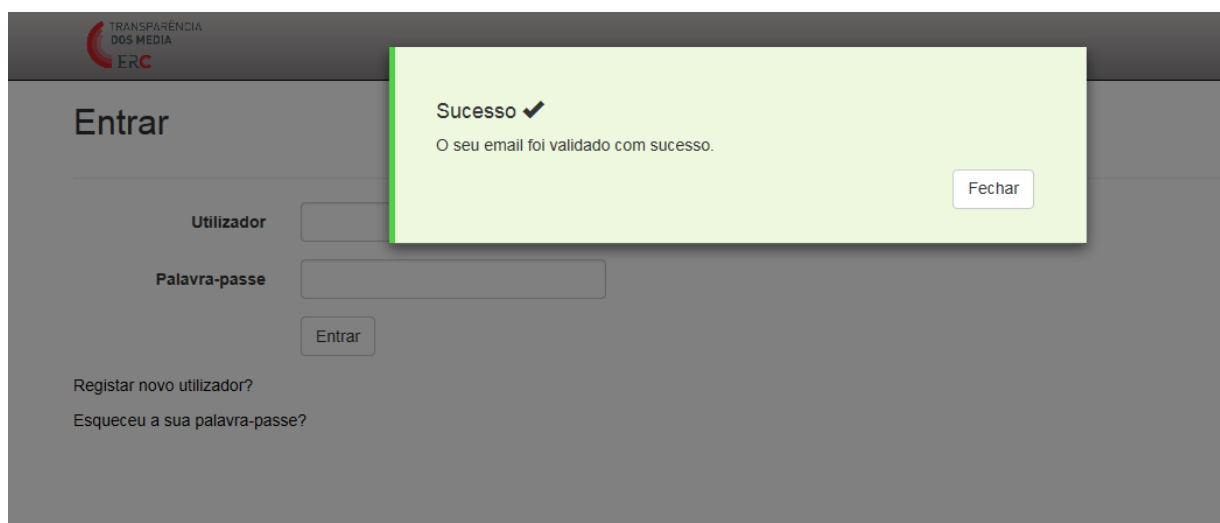 TRANSPARÊNCIA
DOS MEDIA
ERC
Entrar
Sucesso
O seu email foi validado com sucesso.
Fechar
Utilizador
Palavra-passe
Entrar
Registar novo utilizador?
Esqueceu a sua palavra-passe?